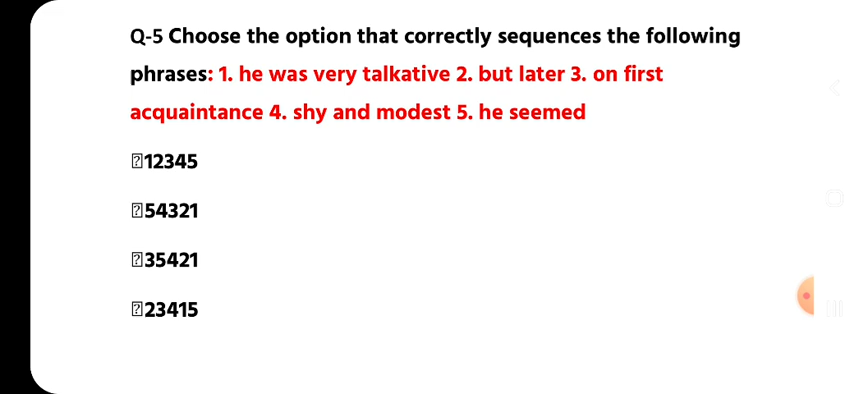 Q-5 Choose the option that correctly sequences the following
phrases: 1. he was very talkative 2. but later 3. on first
acquaintance 4. shy and modest 5. he seemed
12345
54321
35421
23415